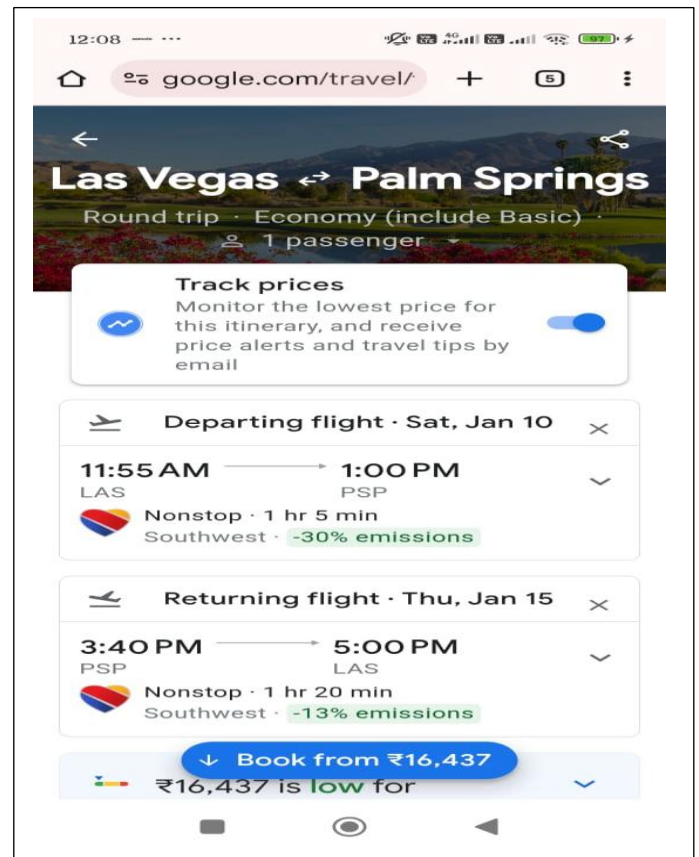 12:08
VoLTE 4G VoLTE 97
google.com/travel/ 5
Las Vegas ↔ Palm Springs
Round trip · Economy (include Basic) ·
1 passenger
Track prices
Monitor the lowest price for
this itinerary, and receive
price alerts and travel tips by
email
Departing flight · Sat, Jan 10
11:55 AM 1:00 PM
LAS PSP
Nonstop · 1 hr 5 min
Southwest · -30% emissions
Returning flight · Thu, Jan 15
3:40 PM 5:00 PM
PSP LAS
Nonstop · 1 hr 20 min
Southwest · -13% emissions
Book from ₹16,437
₹16,437 is low for